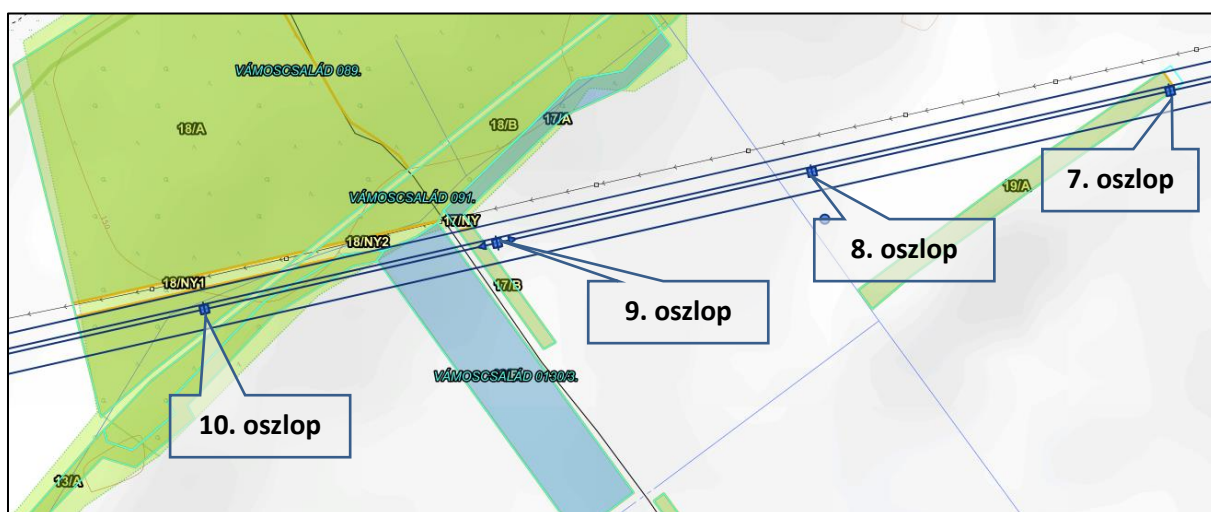 VÁMOSCSALÁD 089.
18/A
18/B
17/A
7. oszlop
VÁMOSCSALÁD 091.
19/A
17/NY
18/NY2
8. oszlop
18/NY1
17/B
9. oszlop
VÁMOSCSALÁD 0130/3.
10. oszlop
13/A